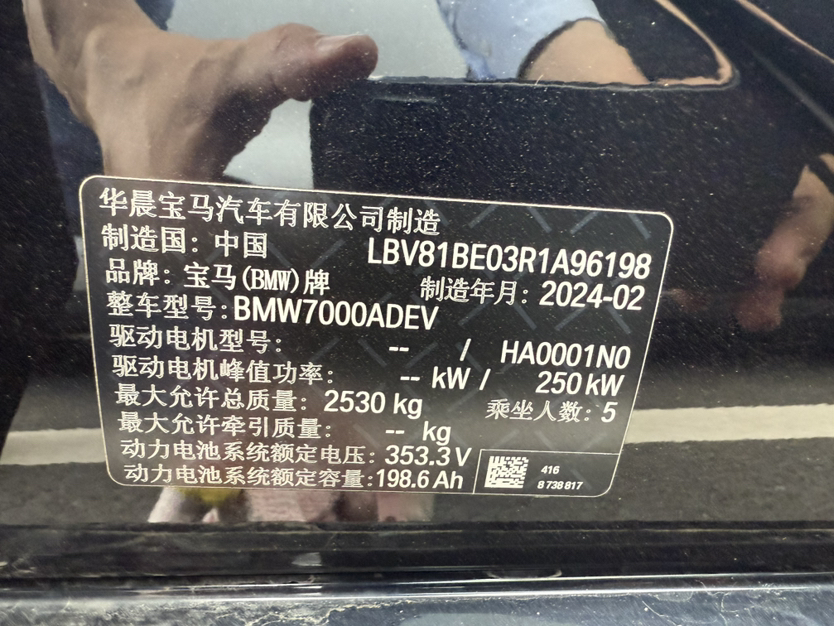 华晨宝马汽车有限公司制造
制造国：中国 LBV81BE03R1A96198
品牌：宝马(BMW)牌 制造年月：2024-02
整车型号：BMW7000ADEV
驱动电机型号： -- / HA0001N0
驱动电机峰值功率： -- kW / 250 kW
最大允许总质量： 2530 kg 乘坐人数：5
最大允许牵引质量： -- kg
动力电池系统额定电压：353.3 V
动力电池系统额定容量：198.6 Ah
416
8 738 817